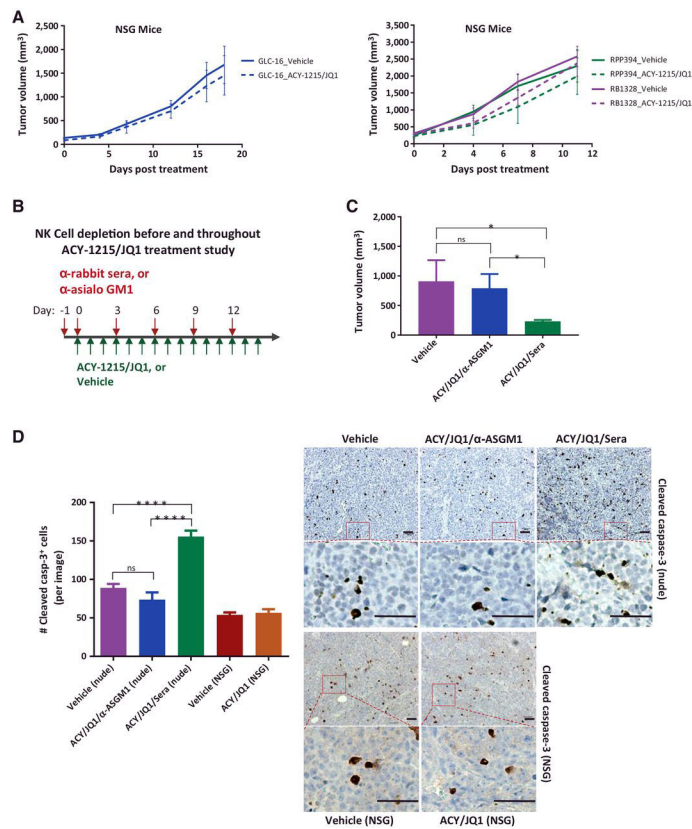 A
NSG Mice
Tumor volume (mm3)
2,500
2,000
1,500
1,000
500
0
0 5 10 15 20
Days post treatment
GLC-16_Vehicle
GLC-16_ACY-1215/JQ1
NSG Mice
Tumor volume (mm3)
3,500
3,000
2,500
2,000
1,500
1,000
500
0
0 2 4 6 8 10 12
Days post treatment
RPP394_Vehicle
RPP394_ACY-1215/JQ1
RB1328_Vehicle
RB1328_ACY-1215/JQ1
B
NK Cell depletion before and throughout
ACY-1215/JQ1 treatment study
α-rabbit sera, or
α-asialo GM1
Day: -1 0 3 6 9 12
ACY-1215/JQ1, or
Vehicle
C
Tumor volume (mm3)
2,000
1,500
1,000
500
0
*
ns
*
Vehicle
ACY/JQ1/α-ASGM1
ACY/JQ1/Sera
D
# Cleaved casp-3+ cells
(per image)
200
150
100
50
0
****
****
ns
Vehicle (nude)
ACY/JQ1/α-ASGM1 (nude)
ACY/JQ1/Sera (nude)
Vehicle (NSG)
ACY/JQ1 (NSG)
Vehicle
ACY/JQ1/α-ASGM1
ACY/JQ1/Sera
Cleaved caspase-3 (nude)
Cleaved caspase-3 (NSG)
Vehicle (NSG)
ACY/JQ1 (NSG)